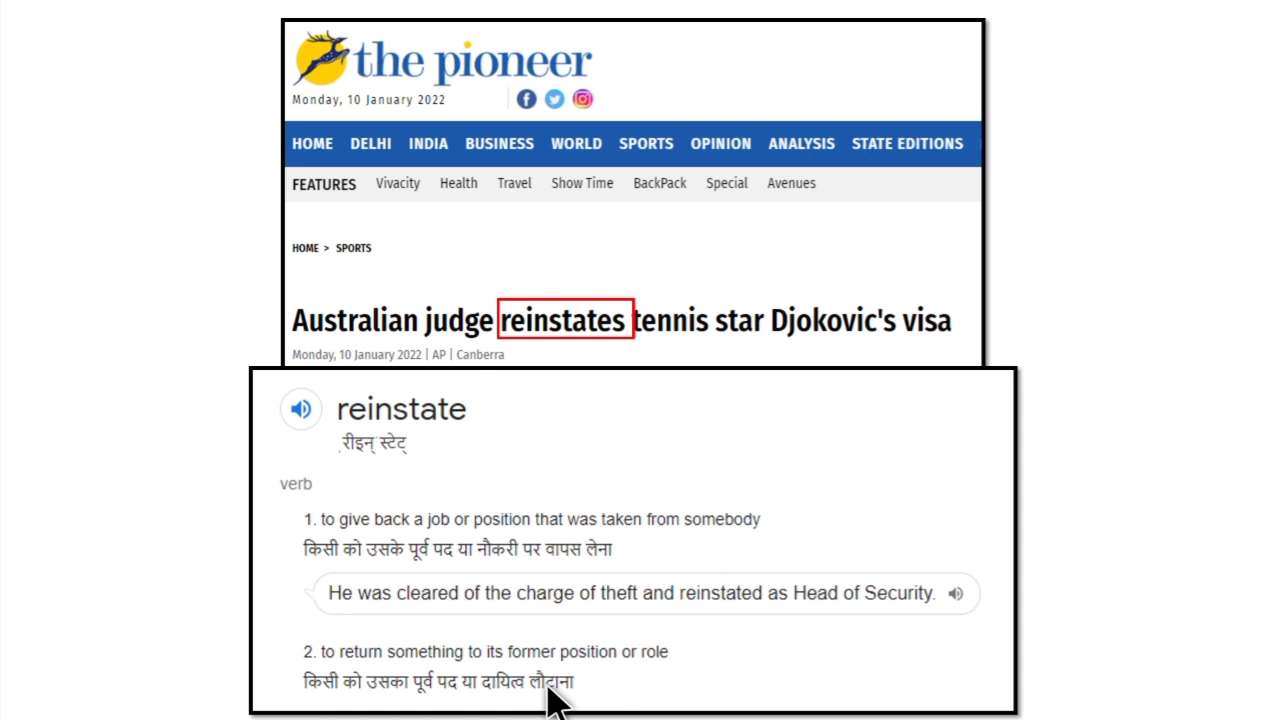 the pioneer
Monday, 10 January 2022
HOME DELHI INDIA BUSINESS WORLD SPORTS OPINION ANALYSIS STATE EDITIONS
FEATURES Vivacity Health Travel Show Time BackPack Special Avenues
HOME > SPORTS
Australian judge reinstates tennis star Djokovic's visa
Monday, 10 January 2022 | AP | Canberra
reinstate
रीइन्ˈस्टेट्
verb
1. to give back a job or position that was taken from somebody
किसी को उसके पूर्व पद या नौकरी पर वापस लेना
He was cleared of the charge of theft and reinstated as Head of Security.
2. to return something to its former position or role
किसी को उसका पूर्व पद या दायित्व लौटाना